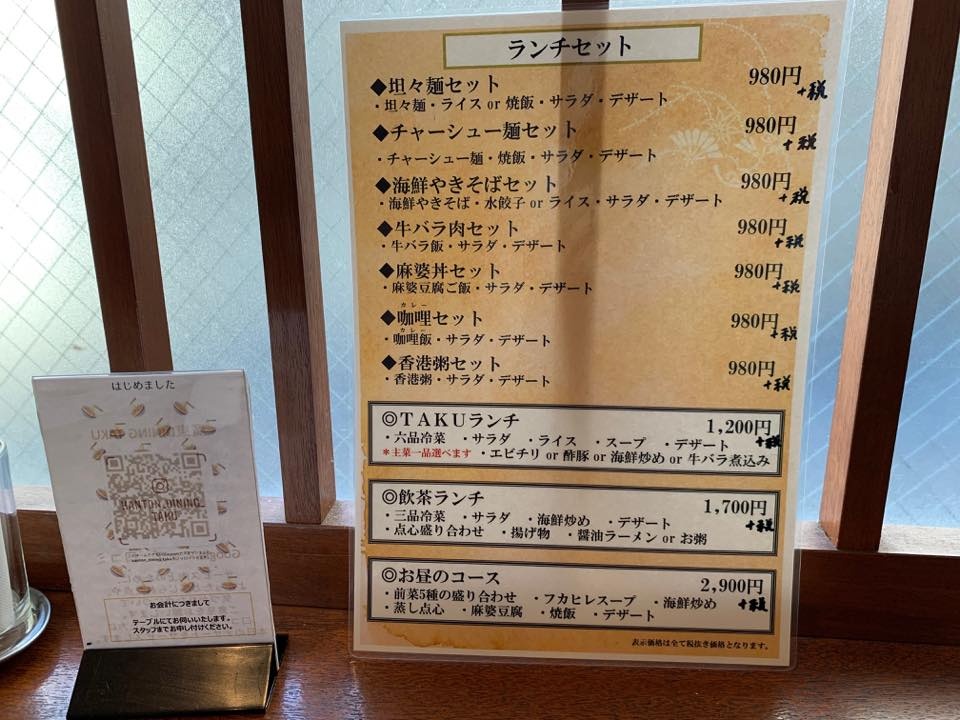 ランチセット
◆坦々麺セット 980円
+税
・坦々麺・ライス or 焼飯・サラダ・デザート
◆チャーシュー麺セット 980円
+税
・チャーシュー麺・焼飯・サラダ・デザート
◆海鮮やきそばセット 980円
+税
・海鮮やきそば・水餃子 or ライス・サラダ・デザート
◆牛バラ肉セット 980円
+税
・牛バラ飯・サラダ・デザート
◆麻婆丼セット 980円
+税
・麻婆豆腐ご飯・サラダ・デザート
カレー
◆咖哩セット 980円
+税
カレー
・咖哩飯・サラダ・デザート
◆香港粥セット 980円
+税
・香港粥・サラダ・デザート
◎TAKUランチ 1,200円
+税
・六品冷菜 ・サラダ ・ライス ・スープ ・デザート
*主菜一品選べます ・エビチリ or 酢豚 or 海鮮炒め or 牛バラ煮込み
◎飲茶ランチ 1,700円
+税
・三品冷菜 ・サラダ ・海鮮炒め ・デザート
・点心盛り合わせ ・揚げ物 ・醤油ラーメン or お粥
◎お昼のコース 2,900円
+税
・前菜5種の盛り合わせ ・フカヒレスープ ・海鮮炒め
・蒸し点心 ・麻婆豆腐 ・焼飯 ・デザート
表示価格は全て税抜き価格となります。
はじめました
KANTON_DINING_
TAKU
お会計につきまして
テーブルにてお伺いいたします。
スタッフまでお申し付けください。